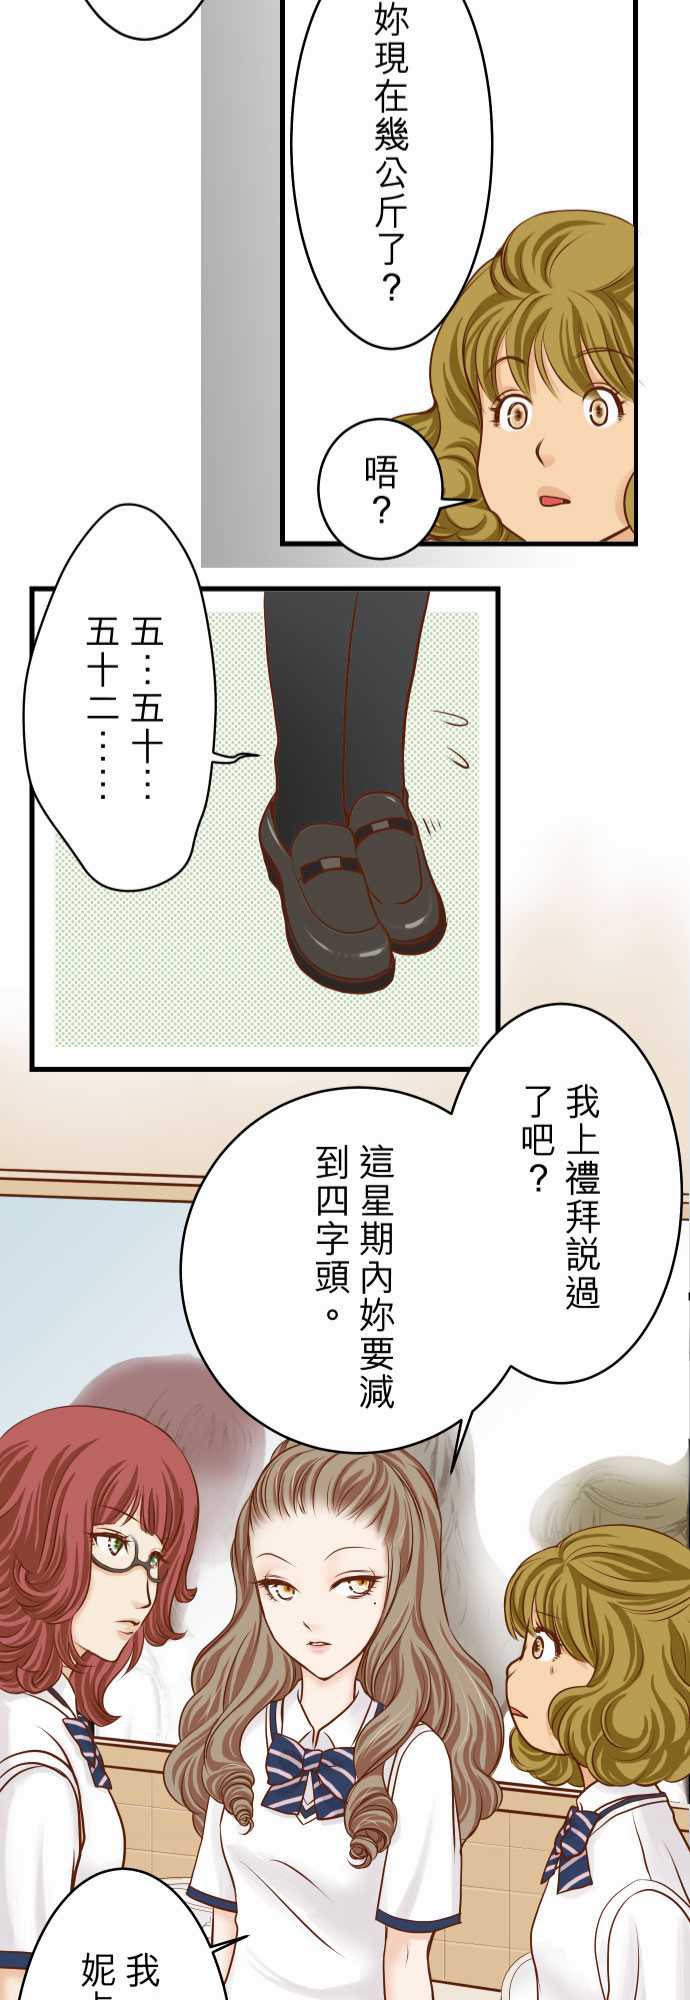 妳現在幾公斤了？
唔？
五…五十…
五十二……
我上禮拜說過
了吧？
這星期內妳要減
到四字頭。
我
妮